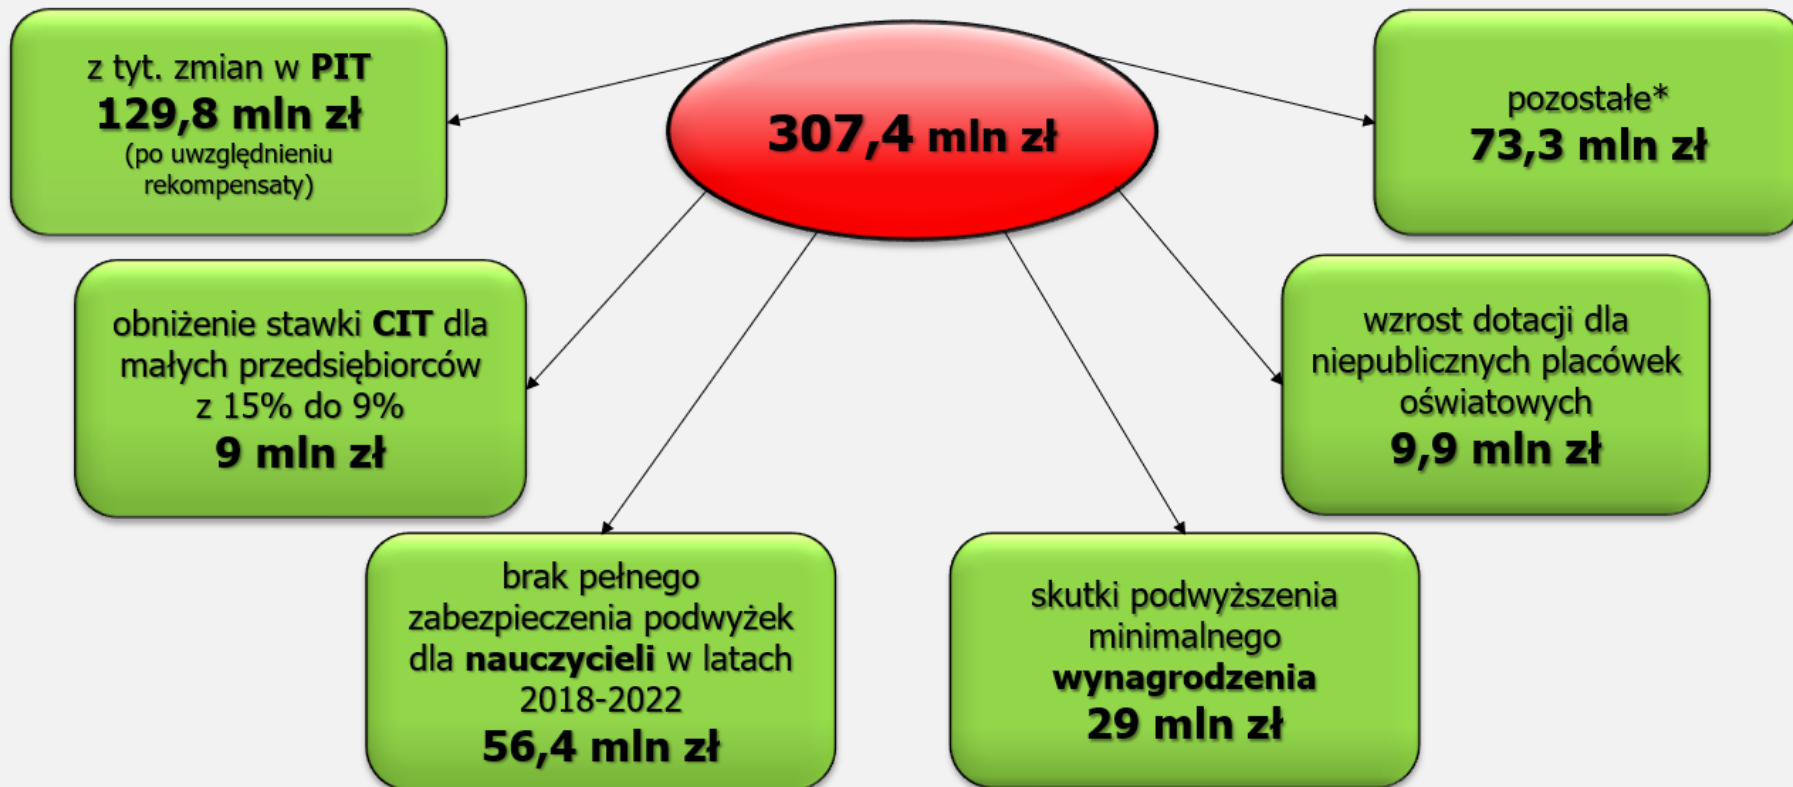 307,4 mln zł
z tyt. zmian w PIT
129,8 mln zł
(po uwzględnieniu
rekompensaty)
obniżenie stawki CIT dla
małych przedsiębiorców
z 15% do 9%
9 mln zł
brak pełnego
zabezpieczenia podwyżek
dla nauczycieli w latach
2018-2022
56,4 mln zł
skutki podwyższenia
minimalnego
wynagrodzenia
29 mln zł
wzrost dotacji dla
niepublicznych placówek
oświatowych
9,9 mln zł
pozostałe*
73,3 mln zł